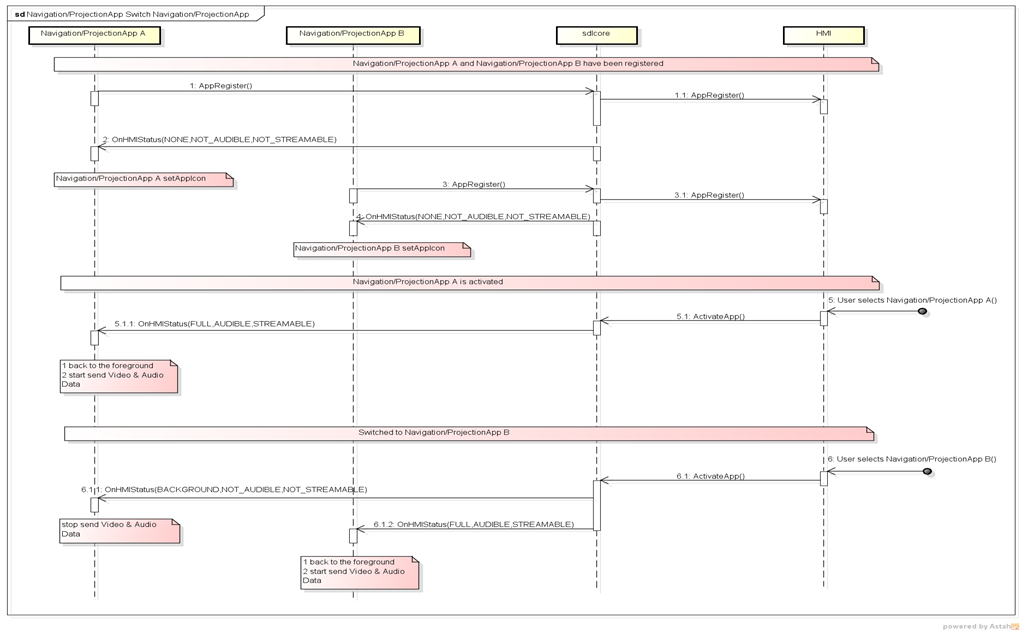 sd Navigation/ProjectionApp Switch Navigation/ProjectionApp
Navigation/ProjectionApp A
Navigation/ProjectionApp B
sdlcore
HMI
Navigation/ProjectionApp A and Navigation/ProjectionApp B have been registered
1: AppRegister()
1.1: AppRegister()
2: OnHMIStatus(NONE,NOT_AUDIBLE,NOT_STREAMABLE)
Navigation/ProjectionApp A setAppIcon
3: AppRegister()
3.1: AppRegister()
4: OnHMIStatus(NONE,NOT_AUDIBLE,NOT_STREAMABLE)
Navigation/ProjectionApp B setAppIcon
Navigation/ProjectionApp A is activated
5: User selects Navigation/ProjectionApp A()
5.1: ActivateApp()
5.1.1: OnHMIStatus(FULL,AUDIBLE,STREAMABLE)
1 back to the foreground
2 start send Video & Audio
Data
Switched to Navigation/ProjectionApp B
6: User selects Navigation/ProjectionApp B()
6.1: ActivateApp()
6.1.1: OnHMIStatus(BACKGROUND,NOT_AUDIBLE,NOT_STREAMABLE)
stop send Video & Audio
Data
6.1.2: OnHMIStatus(FULL,AUDIBLE,STREAMABLE)
1 back to the foreground
2 start send Video & Audio
Data
powered by Astah